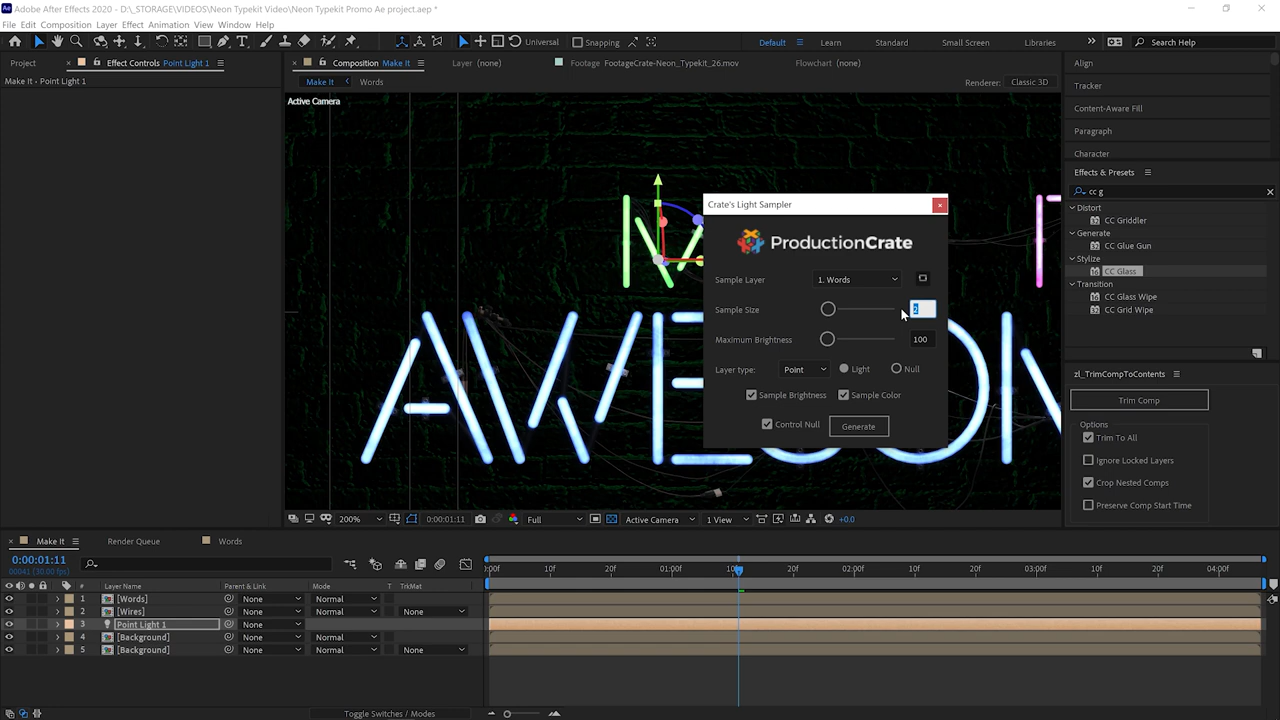 Adobe After Effects 2020 - D:\_STORAGE\VIDEOS\Neon Typekit Video\Neon Typekit Promo Ae project.aep *
File Edit Composition Layer Effect Animation View Window Help
Universal Snapping Default Learn Standard Small Screen Libraries Search Help
Project Effect Controls Point Light 1 Composition Make It Layer (none) Footage FootageCrate-Neon_Typekit_26.mov Flowchart (none) Align
Make It • Point Light 1 Make It Words Renderer: Classic 3D
Tracker
Active Camera
Content-Aware Fill
Paragraph
Character
Effects & Presets
cc g
Distort
CC Griddler
Generate
CC Glue Gun
Stylize
CC Glass
Transition
CC Glass Wipe
CC Grid Wipe
Crate's Light Sampler
ProductionCrate
Sample Layer 1. Words
Sample Size 2
Maximum Brightness 100
Layer type: Point Light Null
Sample Brightness Sample Color
Control Null Generate
AWESOM
zl_TrimCompToContents
Trim Comp
Options
Trim To All
Ignore Locked Layers
Crop Nested Comps
Preserve Comp Start Time
200% 0:00:01:11 Full Active Camera 1 View +0.0
Make It Render Queue Words
0:00:01:11
00041 (30.00 fps)
# Layer Name Parent & Link Mode T TrkMat
0:00f 10f 20f 01:00f 10f 20f 02:00f 10f 20f 03:00f 10f 20f 04:00f
1 [Words] None Normal
2 [Wires] None Normal None
3 Point Light 1 None
4 [Background] None Normal
5 [Background] None Normal None
Toggle Switches / Modes